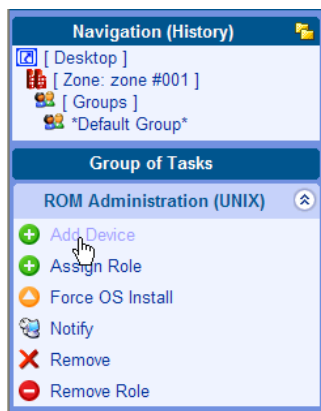 Navigation (History)
[ Desktop ]
[ Zone: zone #001 ]
[ Groups ]
*Default Group*
Group of Tasks
ROM Administration (UNIX)
Add Device
Assign Role
Force OS Install
Notify
Remove
Remove Role